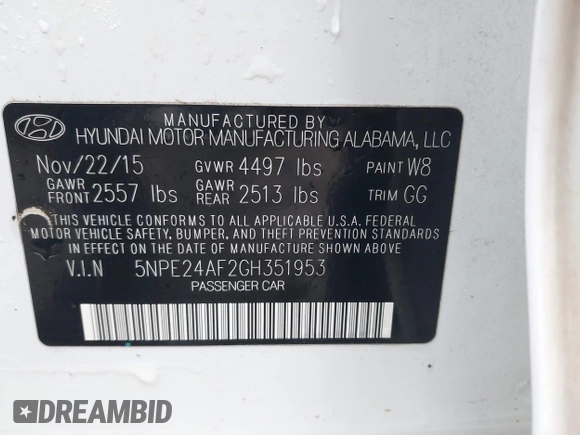 MANUFACTURED BY
HYUNDAI MOTOR MANUFACTURING ALABAMA, LLC
Nov/22/15 GVWR 4497 lbs PAINT W8
GAWR FRONT 2557 lbs GAWR REAR 2513 lbs TRIM GG
THIS VEHICLE CONFORMS TO ALL APPLICABLE U.S.A. FEDERAL
MOTOR VEHICLE SAFETY, BUMPER, AND THEFT PREVENTION STANDARDS
IN EFFECT ON THE DATE OF MANUFACTURE SHOWN ABOVE.
V.I.N 5NPE24AF2GH351953
PASSENGER CAR
DREAMBID